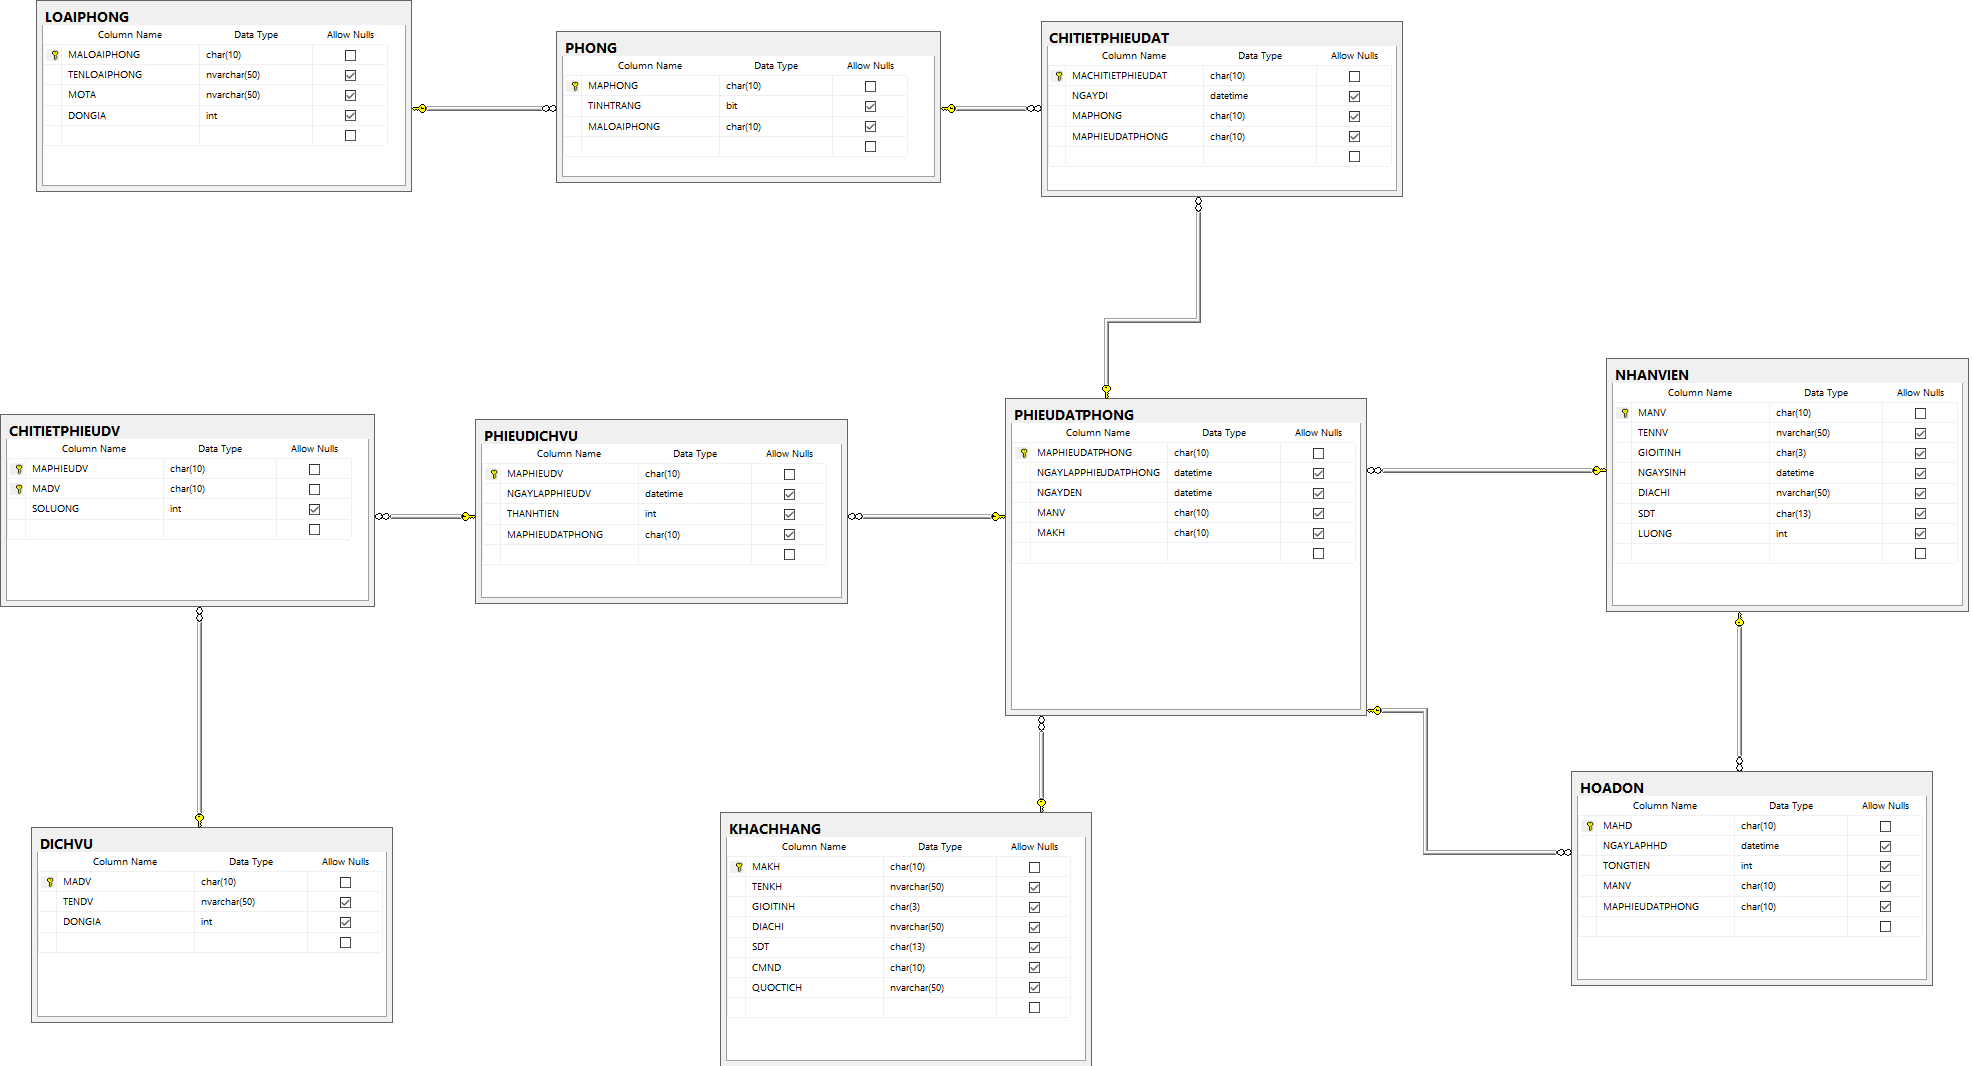 LOAIPHONG
Column Name Data Type Allow Nulls
MALOAIPHONG char(10)
TENLOAIPHONG nvarchar(50)
MOTA nvarchar(50)
DONGIA int
PHONG
Column Name Data Type Allow Nulls
MAPHONG char(10)
TINHTRANG bit
MALOAIPHONG char(10)
CHITIETPHIEUDAT
Column Name Data Type Allow Nulls
MACHITIETPHIEUDAT char(10)
NGAYDI datetime
MAPHONG char(10)
MAPHIEUDATPHONG char(10)
CHITIETPHIEUDV
Column Name Data Type Allow Nulls
MAPHIEUDV char(10)
MADV char(10)
SOLUONG int
PHIEUDICHVU
Column Name Data Type Allow Nulls
MAPHIEUDV char(10)
NGAYLAPPHIEUDV datetime
THANHTIEN int
MAPHIEUDATPHONG char(10)
PHIEUDATPHONG
Column Name Data Type Allow Nulls
MAPHIEUDATPHONG char(10)
NGAYLAPPHIEUDATPHONG datetime
NGAYDEN datetime
MANV char(10)
MAKH char(10)
NHANVIEN
Column Name Data Type Allow Nulls
MANV char(10)
TENNV nvarchar(50)
GIOITINH char(3)
NGAYSINH datetime
DIACHI nvarchar(50)
SDT char(13)
LUONG int
DICHVU
Column Name Data Type Allow Nulls
MADV char(10)
TENDV nvarchar(50)
DONGIA int
KHACHHANG
Column Name Data Type Allow Nulls
MAKH char(10)
TENKH nvarchar(50)
GIOITINH char(3)
DIACHI nvarchar(50)
SDT char(13)
CMND char(10)
QUOCTICH nvarchar(50)
HOADON
Column Name Data Type Allow Nulls
MAHD char(10)
NGAYLAPHHD datetime
TONGTIEN int
MANV char(10)
MAPHIEUDATPHONG char(10)